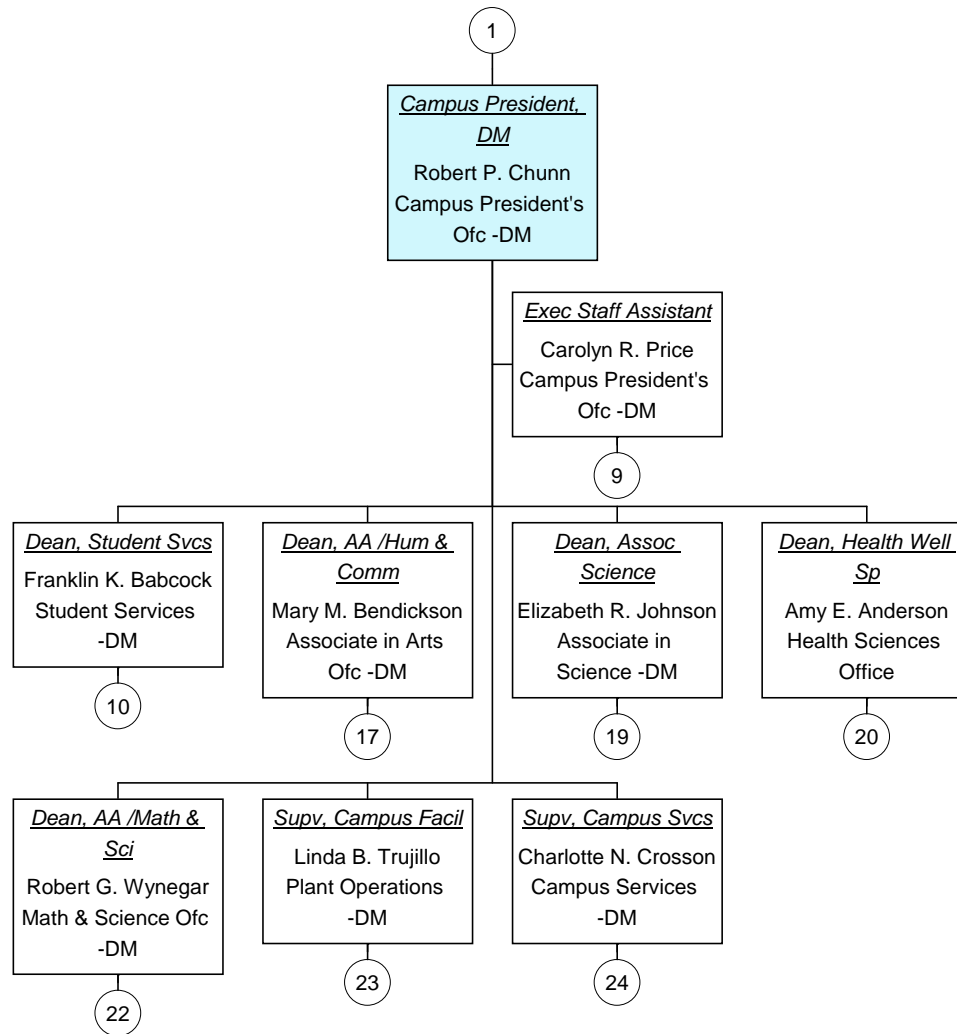 1
Campus President,
DM
Robert P. Chunn
Campus President's
Ofc -DM
Exec Staff Assistant
Carolyn R. Price
Campus President's
Ofc -DM
9
Dean, Student Svcs
Franklin K. Babcock
Student Services
-DM
10
Dean, AA /Hum &
Comm
Mary M. Bendickson
Associate in Arts
Ofc -DM
17
Dean, Assoc
Science
Elizabeth R. Johnson
Associate in
Science -DM
19
Dean, Health Well
Sp
Amy E. Anderson
Health Sciences
Office
20
Dean, AA /Math &
Sci
Robert G. Wynegar
Math & Science Ofc
-DM
22
Supv, Campus Facil
Linda B. Trujillo
Plant Operations
-DM
23
Supv, Campus Svcs
Charlotte N. Crosson
Campus Services
-DM
24